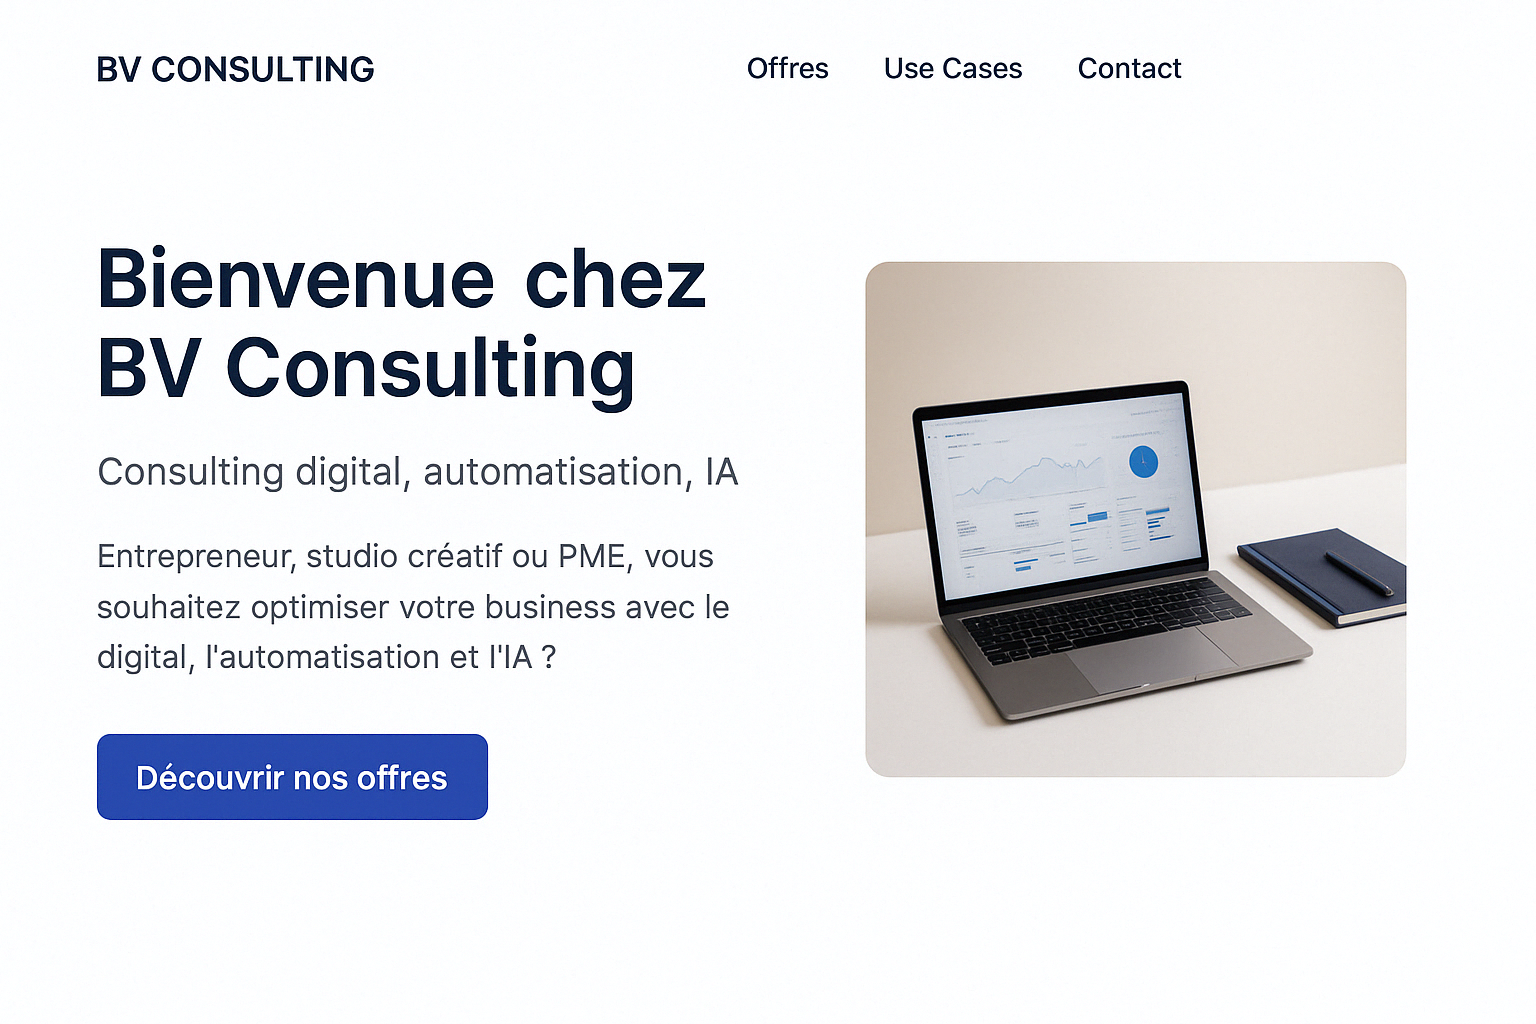 BV CONSULTING
Offres
Use Cases
Contact
Bienvenue chez
BV Consulting
Consulting digital, automatisation, IA
Entrepreneur, studio créatif ou PME, vous
souhaitez optimiser votre business avec le
digital, l'automatisation et l'IA ?
Découvrir nos offres